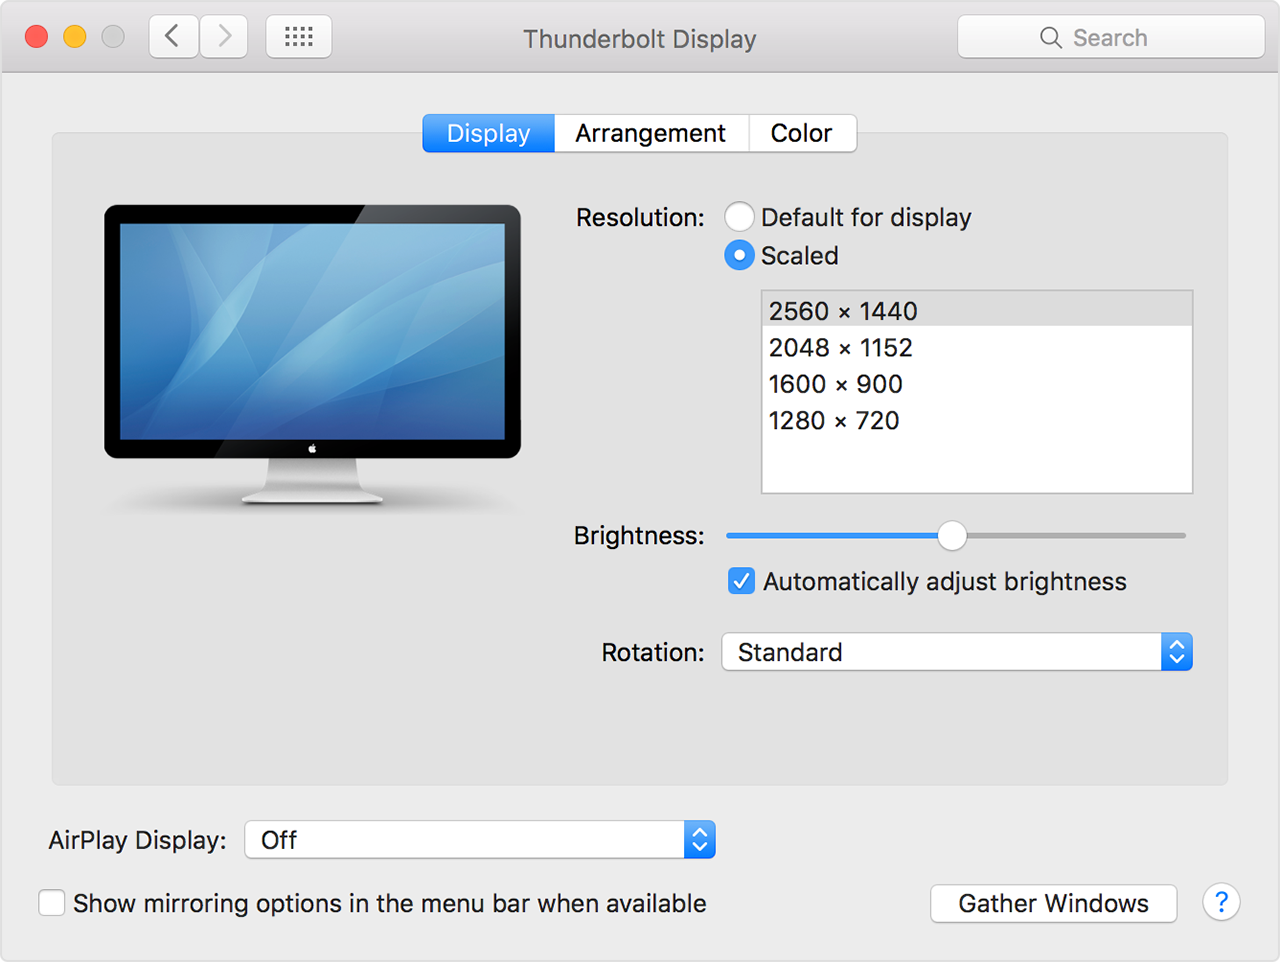 Thunderbolt Display
Search
Display Arrangement Color
Resolution: Default for display
Scaled
2560 × 1440
2048 × 1152
1600 × 900
1280 × 720
Brightness:
Automatically adjust brightness
Rotation: Standard
AirPlay Display: Off
Show mirroring options in the menu bar when available
Gather Windows ?